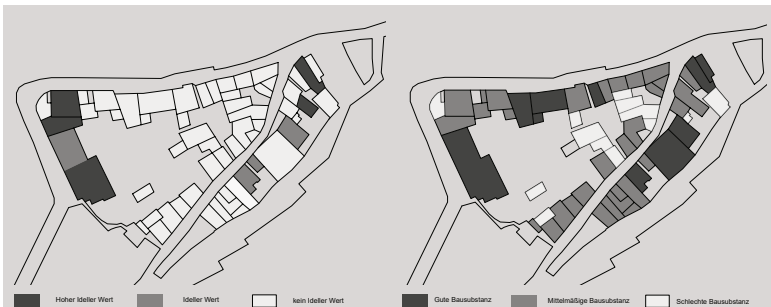 Hoher Ideller Wert
Ideller Wert
kein Ideller Wert
Gute Bausubstanz
Mittelmäßige Bausubstanz
Schlechte Bausubstanz